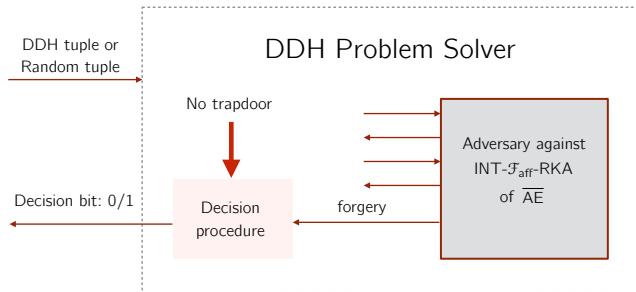 DDH tuple or
Random tuple
DDH Problem Solver
No trapdoor
Adversary against
INT-ℱaff-RKA
of A̅E̅
Decision bit: 0/1
Decision
procedure
forgery